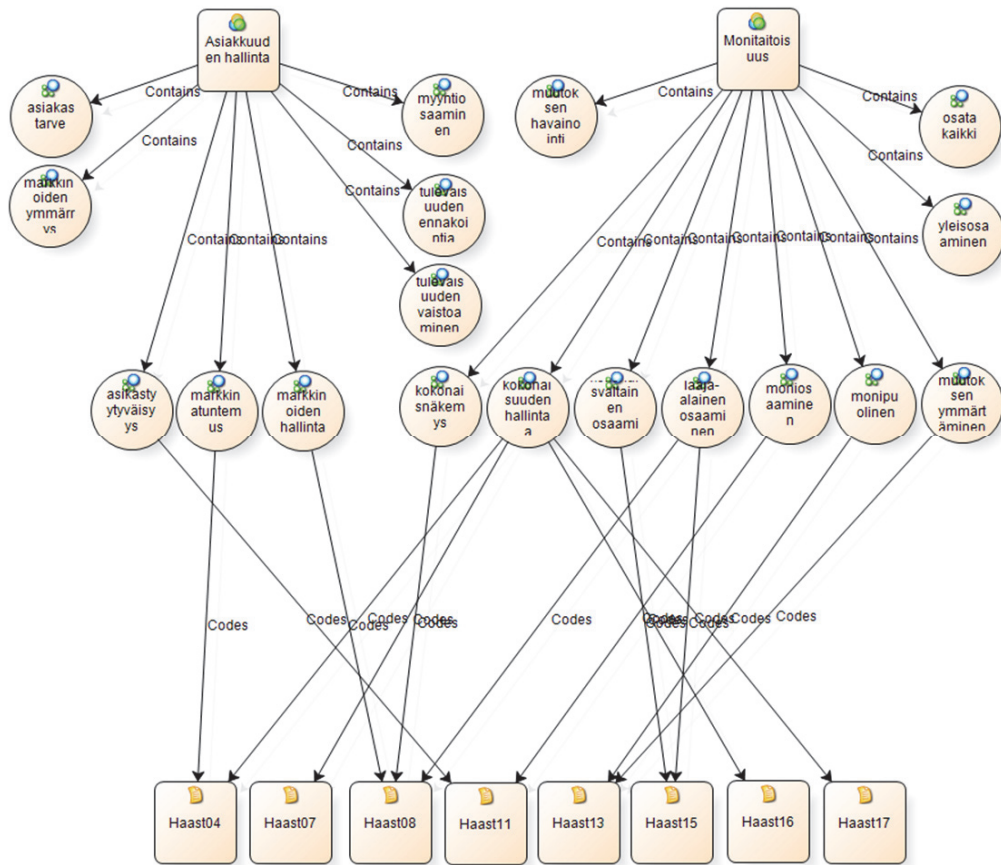 Asiakkuud
en hallinta
Monitaitois
uus
asiakas
tarve
Contains
Contains
myyntio
saamin
en
muutok
sen
havaino
inti
Contains
Contains
osata
kaikki
markkin
oiden
ymmärr
ys
Contains
Contains
tulevais
uuden
ennakoi
ntia
Contains
Contains
yleisosa
aminen
Contains
Contains
Contains
tulevais
uuden
vaistoa
minen
Contains
Contains
Contains
Contains
Contains
Contains
asikasty
ytyväisy
ys
markkin
atuntem
us
markkin
oiden
hallinta
kokonai
snäkem
ys
kokonai
suuden
hallinta
a
svaltain
en
osaami
laaja-
alainen
osaami
nen
monios
aamine
n
monipu
olinen
muutok
sen
ymmärt
äminen
Codes
Codes
Codes
Codes
Codes
Codes
Codes
Codes
Codes
Codes
Codes
Codes
Haast04
Haast07
Haast08
Haast11
Haast13
Haast15
Haast16
Haast17